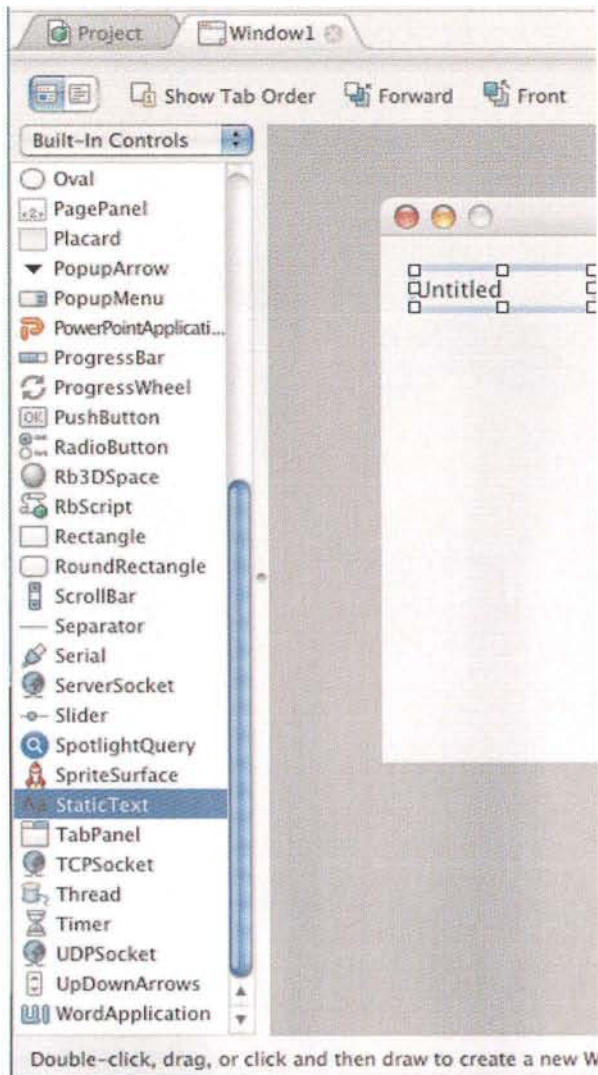 Project Window1
Show Tab Order Forward Front
Built-In Controls
Oval
PagePanel
Placard
PopupArrow
PopupMenu
PowerPointApplicati...
ProgressBar
ProgressWheel
OK PushButton
RadioButton
Rb3DSpace
RbScript
Rectangle
RoundRectangle
ScrollBar
Separator
Serial
ServerSocket
Slider
SpotlightQuery
SpriteSurface
Aa StaticText
TabPanel
TCPSocket
Thread
Timer
UDPSocket
UpDownArrows
WordApplication
Untitled
Double-click, drag, or click and then draw to create a new W